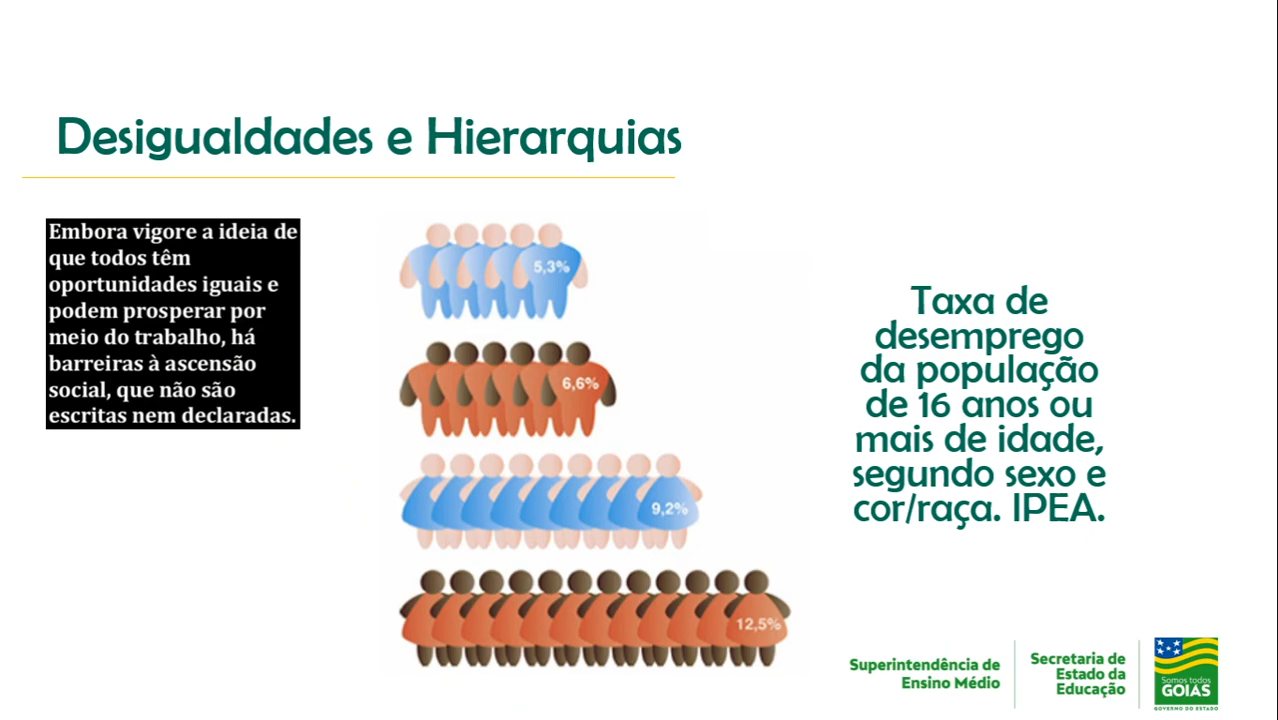 Desigualdades e Hierarquias
Embora vigore a ideia de
que todos têm
oportunidades iguais e
podem prosperar por
meio do trabalho, há
barreiras à ascensão
social, que não são
escritas nem declaradas.
5,3%
6,6%
9,2%
12,5%
Taxa de
desemprego
da população
de 16 anos ou
mais de idade,
segundo sexo e
cor/raça. IPEA.
Superintendência de
Ensino Médio
Secretaria de
Estado da
Educação
Somos todos
GOIÁS
GOVERNO DO ESTADO